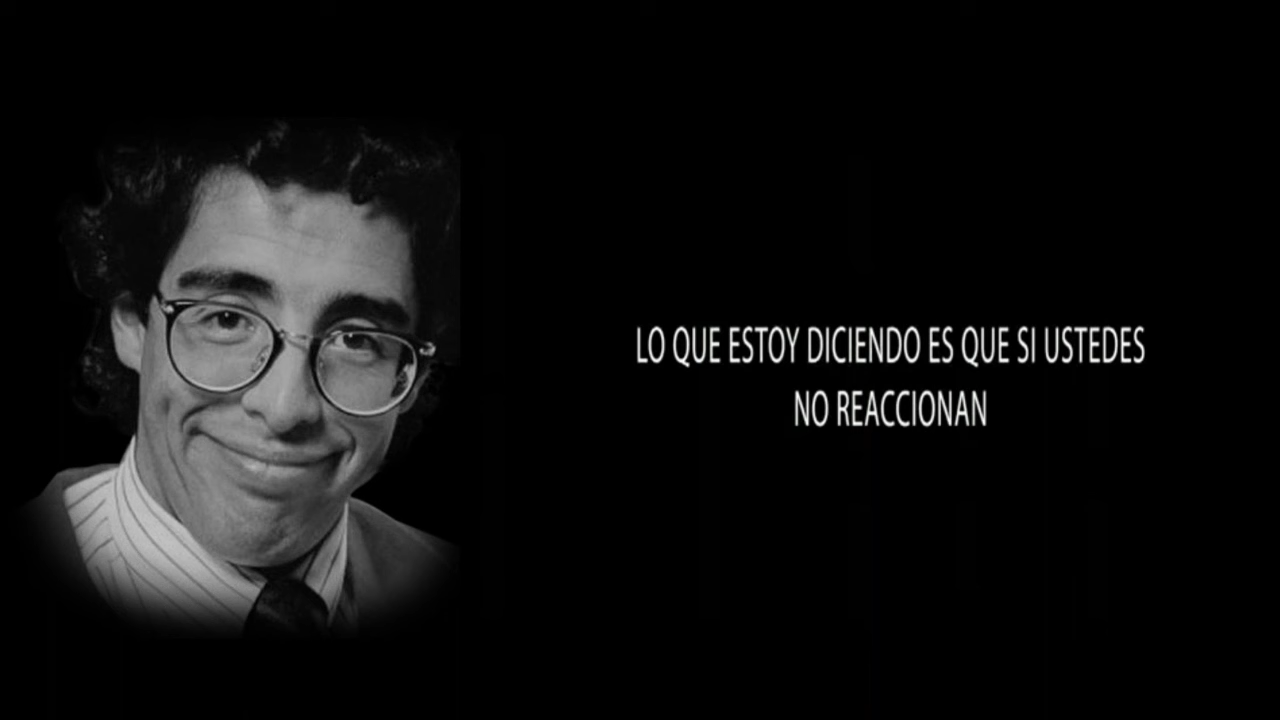 LO QUE ESTOY DICIENDO ES QUE SI USTEDES
NO REACCIONAN